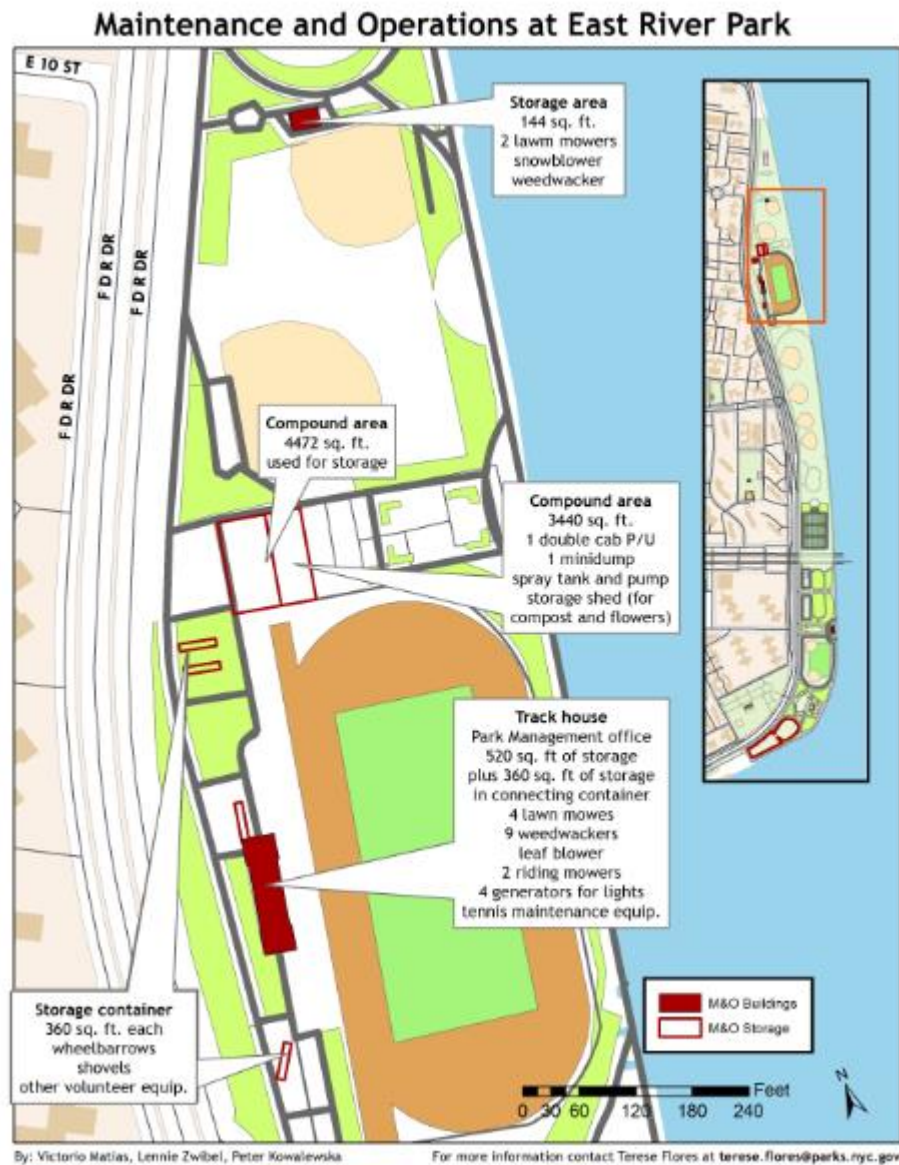 Maintenance and Operations at East River Park
E 10 ST
Storage area
144 sq. ft.
2 lawm mowers
snowblower
weedwacker
F D R DR
F D R DR
F D R DR
Compound area
4472 sq. ft.
used for storage
Compound area
3440 sq. ft.
1 double cab P/U
1 minidump
spray tank and pump
storage shed (for
compost and flowers)
Track house
Park Management office
520 sq. ft of storage
plus 360 sq. ft of storage
in connecting container
4 lawn mowes
9 weedwackers
leaf blower
2 riding mowers
4 generators for lights
tennis maintenance equip.
F D R DR
Storage container
360 sq. ft. each
wheelbarrows
shovels
other volunteer equip.
M&O Buildings
M&O Storage
Feet
0 30 60 120 180 240
N
By: Victorio Matias, Lennie Zwibel, Peter Kowalewska
For more information contact Terese Flores at terese.flores@parks.nyc.gov